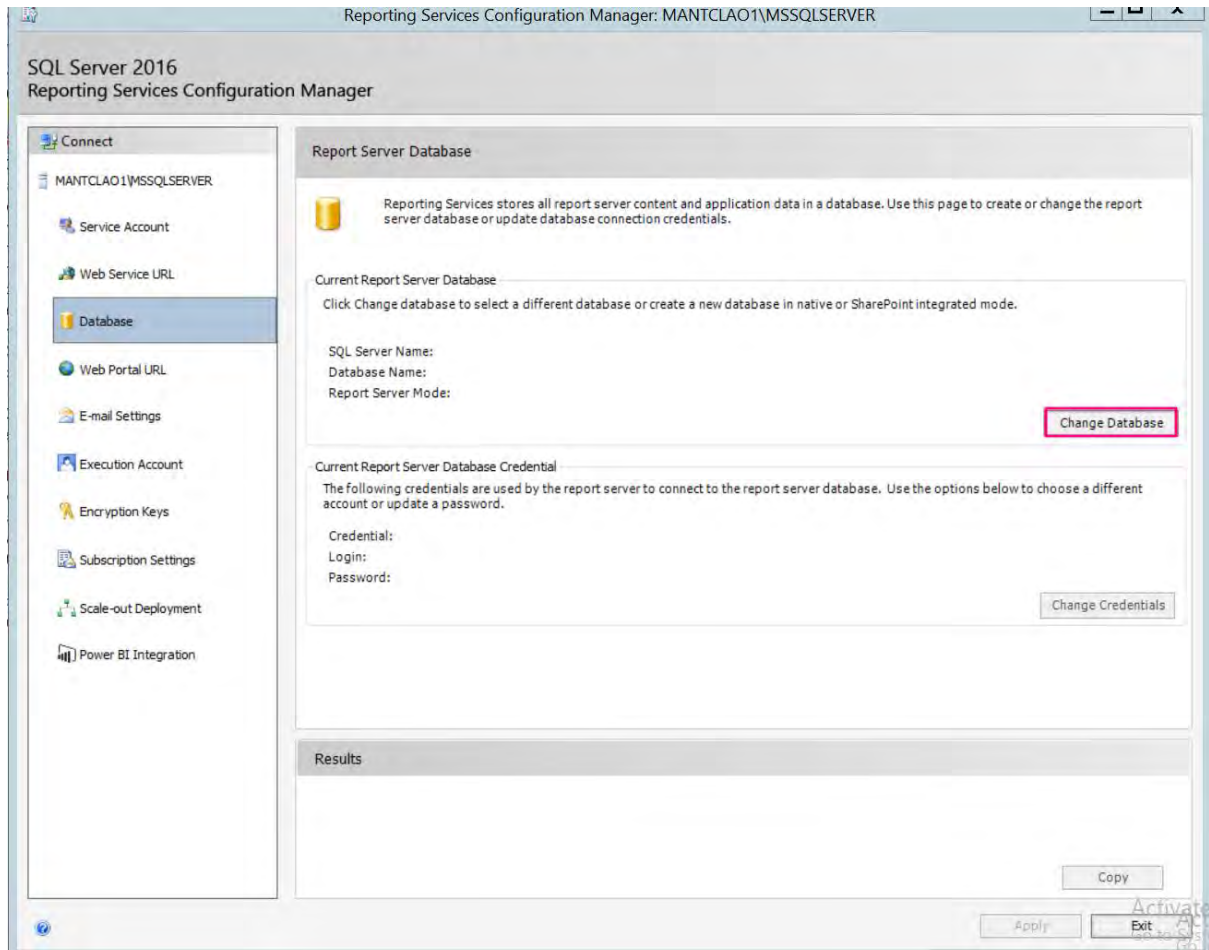 Reporting Services Configuration Manager: MANTCLAO1\MSSQLSERVER
SQL Server 2016
Reporting Services Configuration Manager
Connect
MANTCLAO1\MSSQLSERVER
Service Account
Web Service URL
Database
Web Portal URL
E-mail Settings
Execution Account
Encryption Keys
Subscription Settings
Scale-out Deployment
Power BI Integration
Report Server Database
Reporting Services stores all report server content and application data in a database. Use this page to create or change the report
server database or update database connection credentials.
Current Report Server Database
Click Change database to select a different database or create a new database in native or SharePoint integrated mode.
SQL Server Name:
Database Name:
Report Server Mode:
Change Database
Current Report Server Database Credential
The following credentials are used by the report server to connect to the report server database. Use the options below to choose a different
account or update a password.
Credential:
Login:
Password:
Change Credentials
Results
Copy
Activate
Apply
Exit